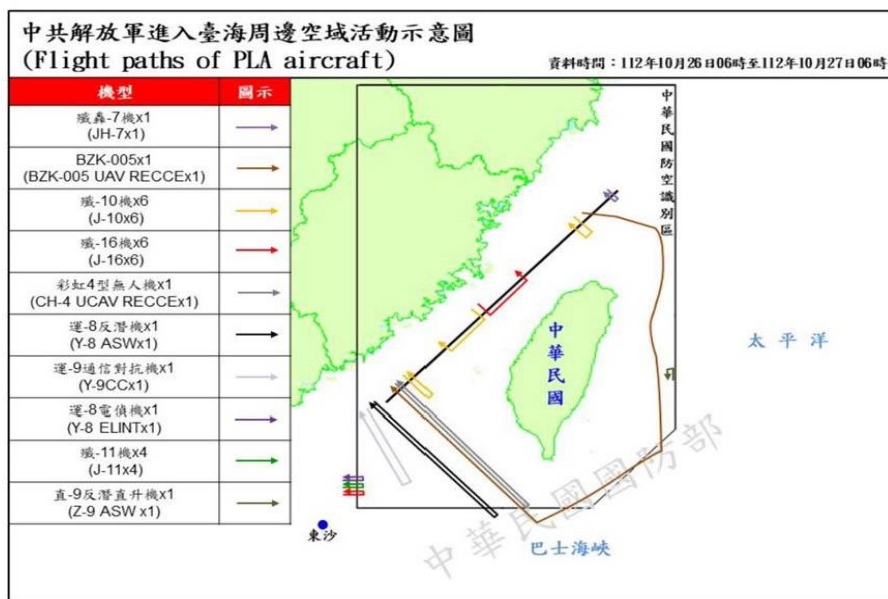 中共解放軍進入臺海周邊空域活動示意圖
(Flight paths of PLA aircraft)
資料時間：112年10月26日06時至112年10月27日06時
機型 圖示
殲轟-7機x1
(JH-7x1)
BZK-005x1
(BZK-005 UAV RECCEx1)
殲-10機x6
(J-10x6)
殲-16機x6
(J-16x6)
彩虹4型無人機x1
(CH-4 UCAV RECCEx1)
運-8反潛機x1
(Y-8 ASWx1)
運-9通信對抗機x1
(Y-9CCx1)
運-8電偵機x1
(Y-8 ELINTx1)
殲-11機x4
(J-11x4)
直-9反潛直升機x1
(Z-9 ASW x1)
中華民國防空識別區
中華民國
太平洋
東沙
巴士海峽
中華民國國防部